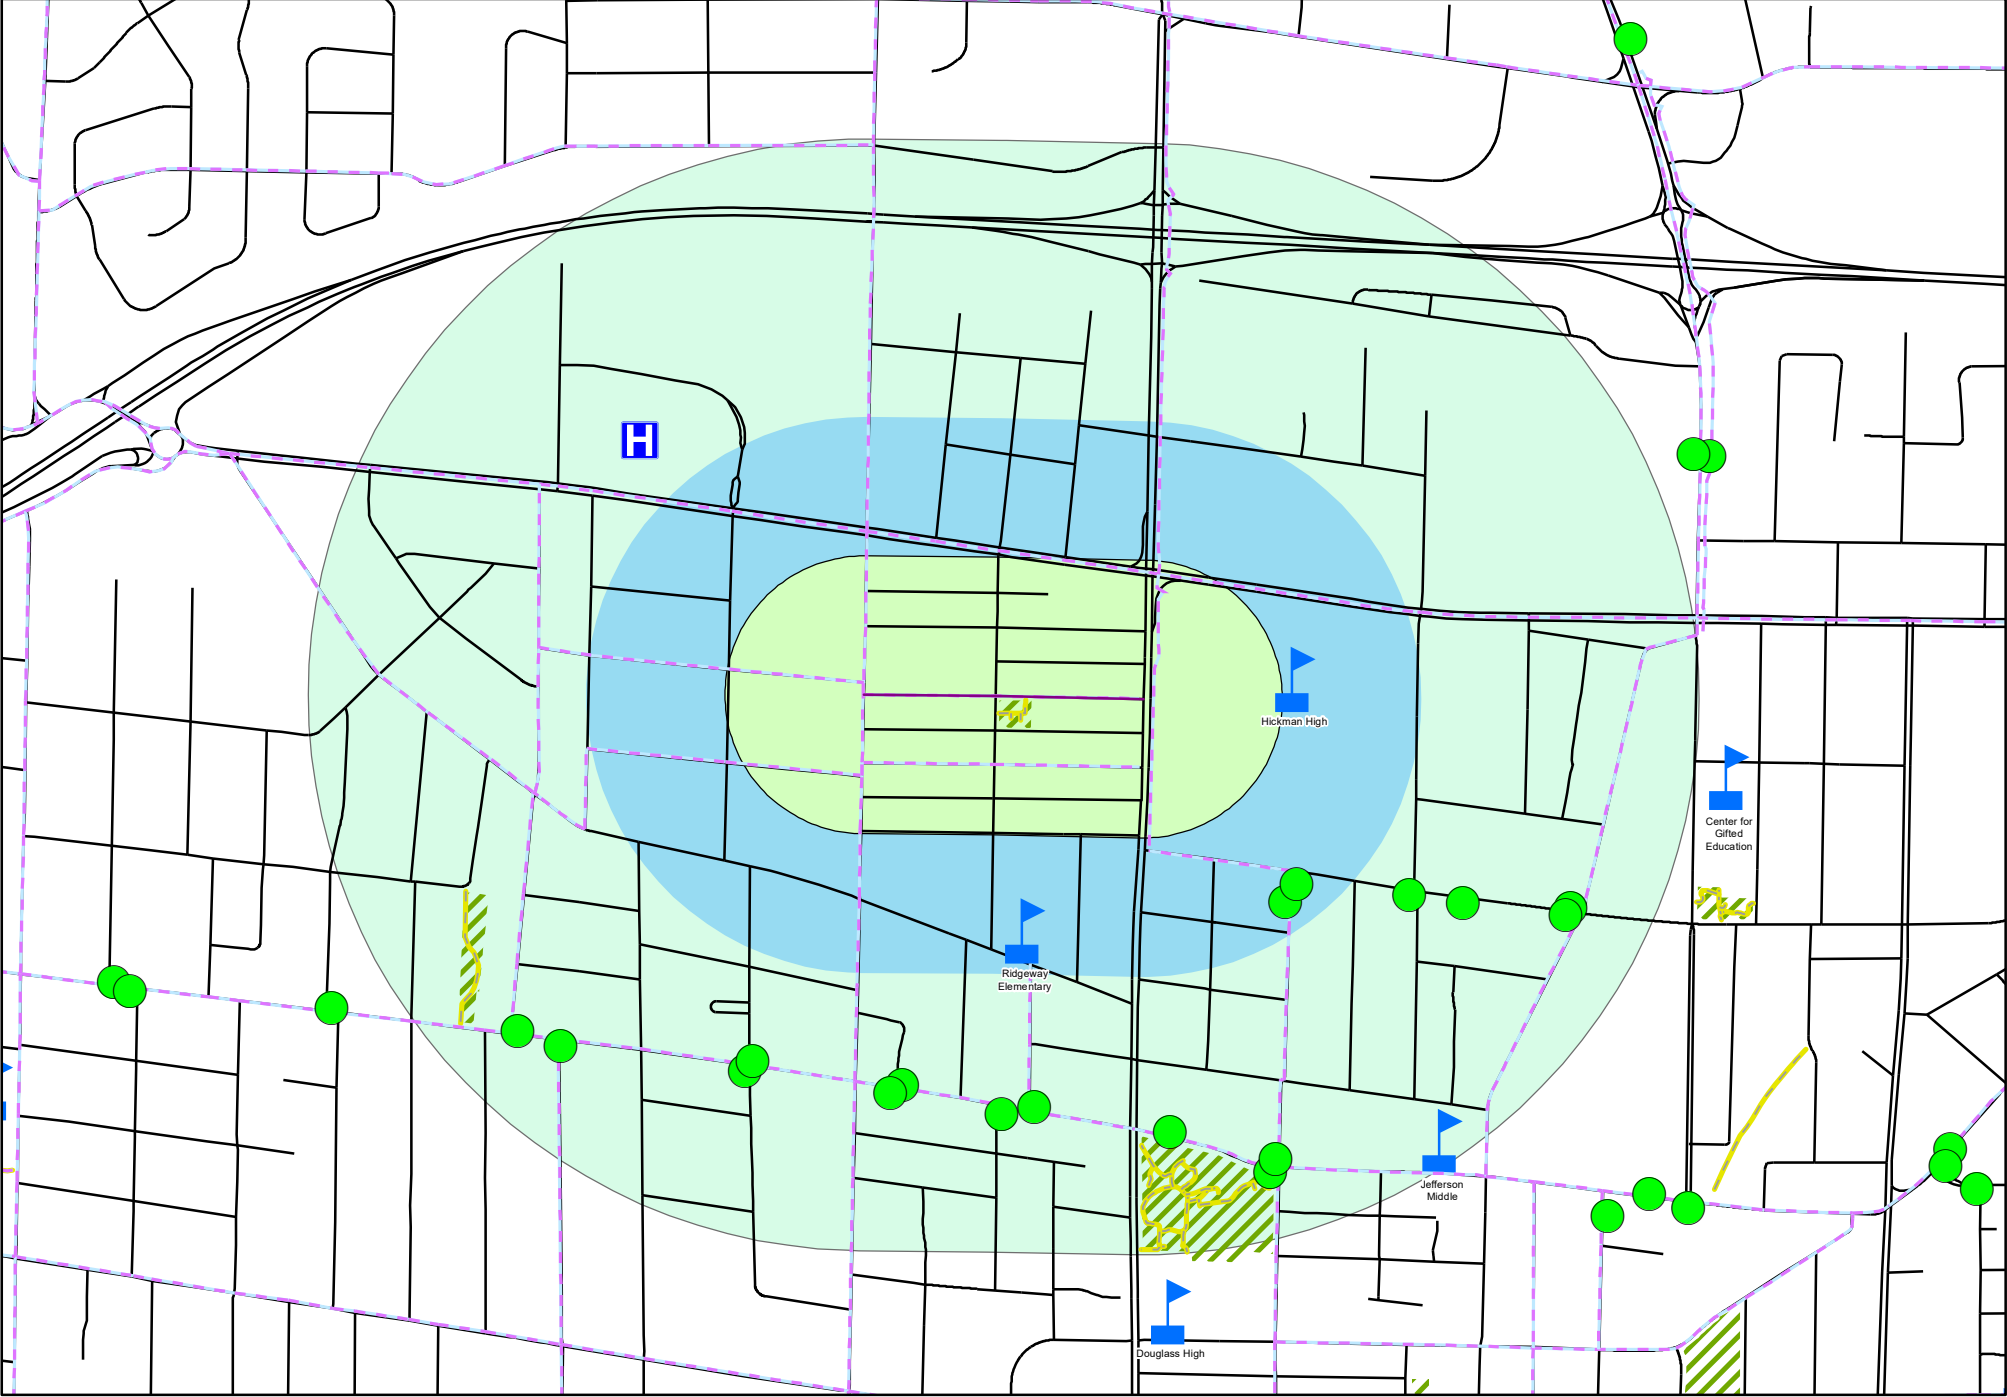 H
Hickman High
Center for
Gifted
Education
Ridgeway
Elementary
Jefferson
Middle
Douglass High